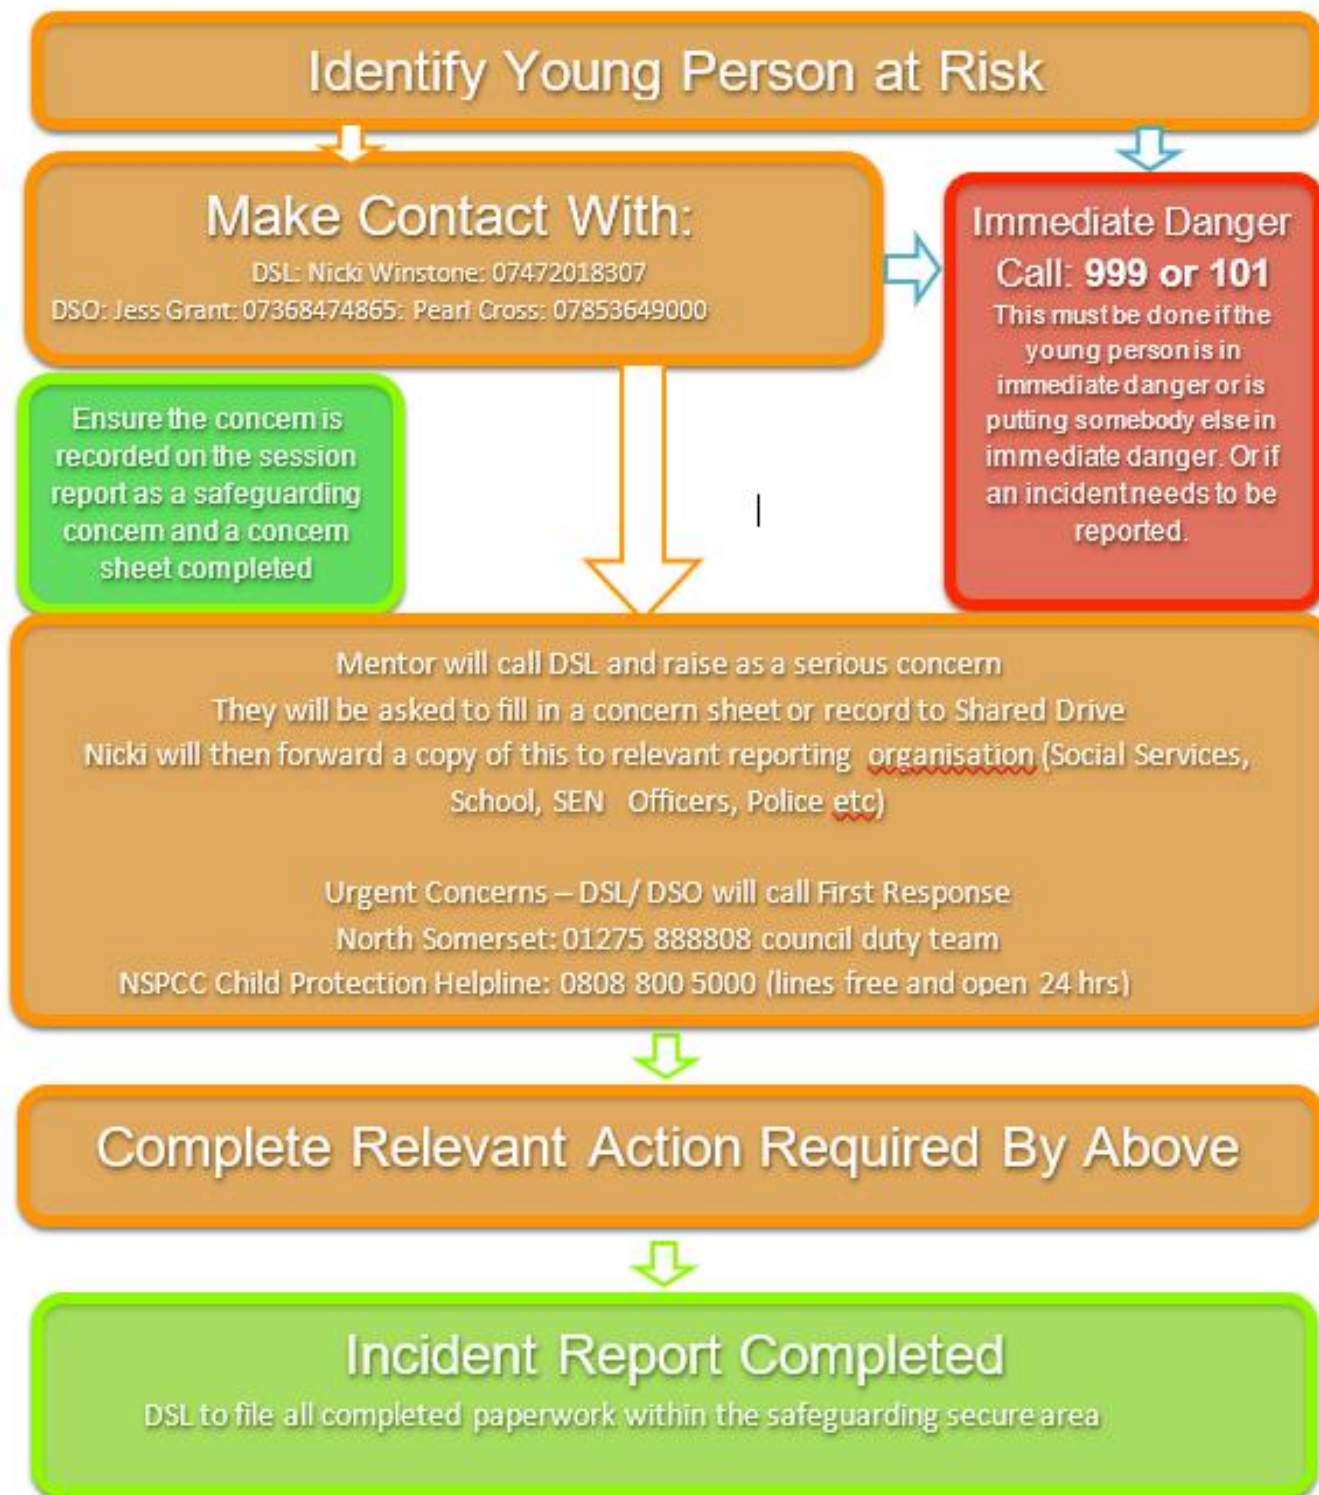 Identify Young Person at Risk
Make Contact With:
DSL: Nicki Winstone: 07472018307
DSO: Jess Grant: 07368474865: Pearl Cross: 07853649000
Immediate Danger
Call: 999 or 101
This must be done if the
young person is in
immediate danger or is
putting somebody else in
immediate danger. Or if
an incident needs to be
reported.
Ensure the concern is
recorded on the session
report as a safeguarding
concern and a concern
sheet completed
Mentor will call DSL and raise as a serious concern
They will be asked to fill in a concern sheet or record to Shared Drive
Nicki will then forward a copy of this to relevant reporting organisation (Social Services,
School, SEN Officers, Police etc)
Urgent Concerns – DSL/ DSO will call First Response
North Somerset: 01275 888808 council duty team
NSPCC Child Protection Helpline: 0808 800 5000 (lines free and open 24 hrs)
Complete Relevant Action Required By Above
Incident Report Completed
DSL to file all completed paperwork within the safeguarding secure area